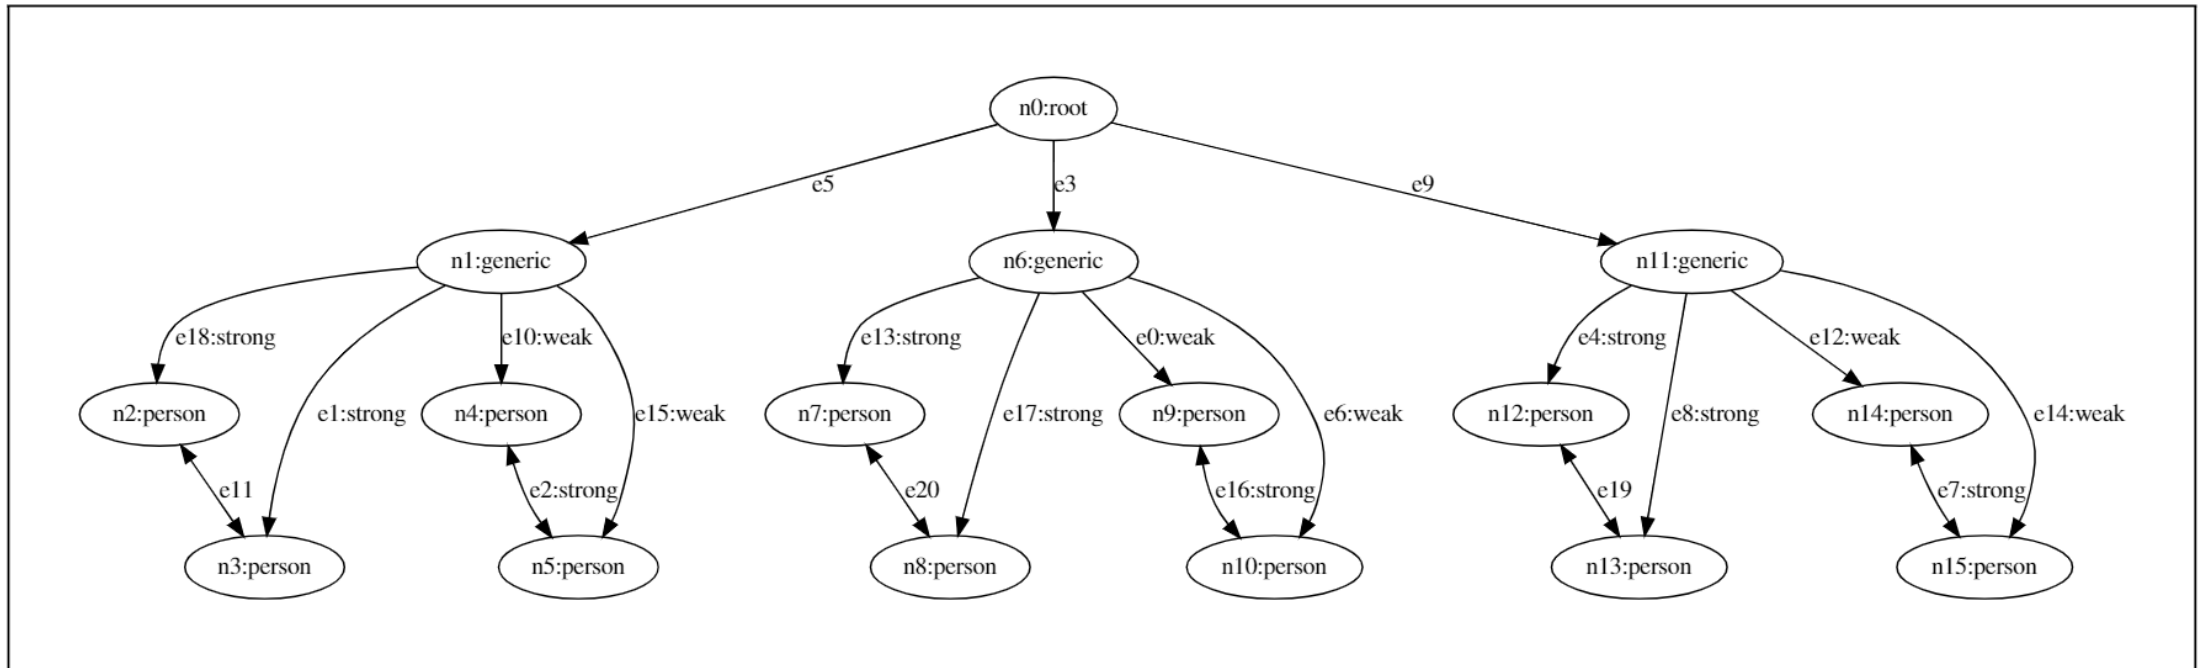 n0:root
e5
e3
e9
n1:generic
n6:generic
n11:generic
e18:strong
e10:weak
e13:strong
e0:weak
e4:strong
e12:weak
n2:person
e1:strong
n4:person
e15:weak
n7:person
e17:strong
n9:person
e6:weak
n12:person
e8:strong
n14:person
e14:weak
e11
e2:strong
e20
e16:strong
e19
e7:strong
n3:person
n5:person
n8:person
n10:person
n13:person
n15:person